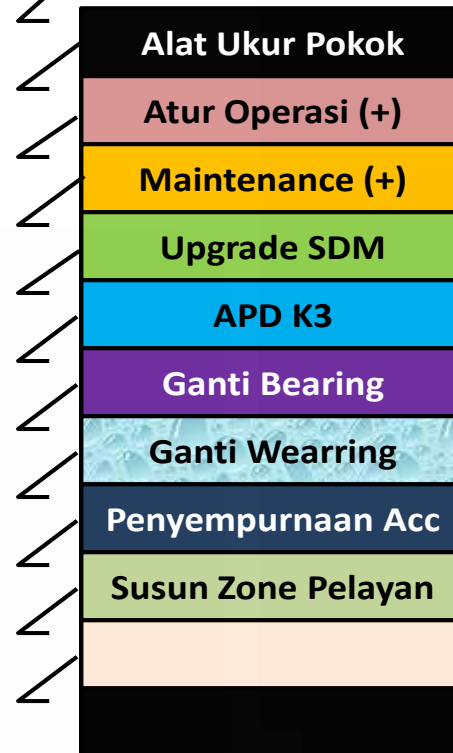 Alat Ukur Pokok
Atur Operasi (+)
Maintenance (+)
Upgrade SDM
APD K3
Ganti Bearing
Ganti Wearring
Penyempurnaan Acc
Susun Zone Pelayan